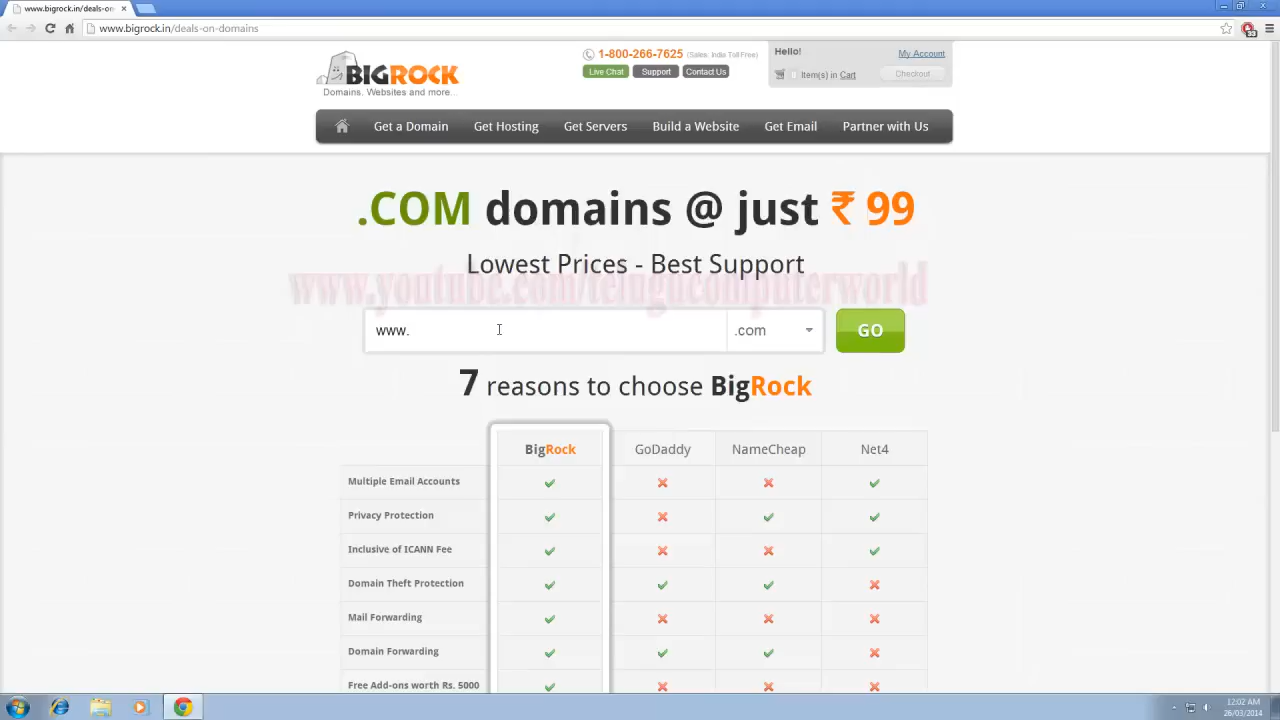 www.bigrock.in/deals-on-
www.bigrock.in/deals-on-domains
BIGROCK
Domains. Websites and more...
1-800-266-7625 (Sales: India Toll Free)
Live Chat Support Contact Us
Hello! My Account
0 Item(s) in Cart Checkout
Get a Domain Get Hosting Get Servers Build a Website Get Email Partner with Us
.COM domains @ just ₹ 99
Lowest Prices - Best Support
www.youtube.com/telugucomputerworld
www. .com GO
7 reasons to choose BigRock
BigRock GoDaddy NameCheap Net4
Multiple Email Accounts
Privacy Protection
Inclusive of ICANN Fee
Domain Theft Protection
Mail Forwarding
Domain Forwarding
Free Add-ons worth Rs. 5000
12:02 AM
26/03/2014